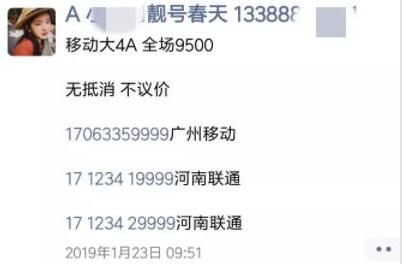 A 小 靓号春天 133888 1
移动大4A 全场9500
无抵消 不议价
17063359999广州移动
17 1234 19999河南联通
17 1234 29999河南联通
2019年1月23日 09:51